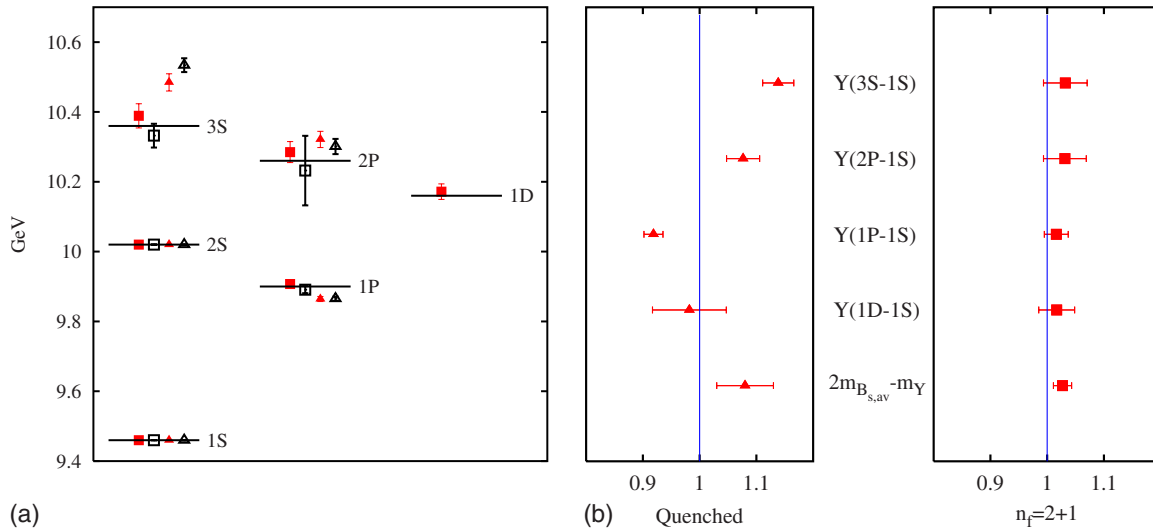 10.6
10.4
10.2
10
9.8
9.6
9.4
GeV
3S
2S
1S
2P
1P
1D
(a)
Υ(3S-1S)
Υ(2P-1S)
Υ(1P-1S)
Υ(1D-1S)
2m_{B_{s,av}}-m_Υ
0.9 1 1.1
Quenched
(b)
0.9 1 1.1
n_f=2+1